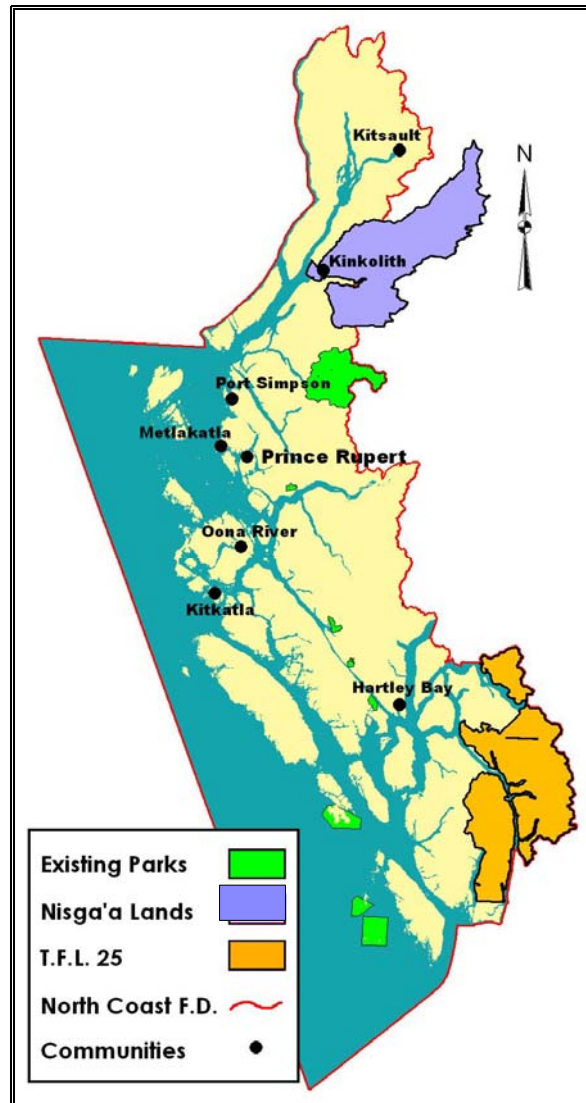 Kitsault
N
Kinkolith
Port Simpson
Metlakatla
Prince Rupert
Oona River
Kitkatla
Hartley Bay
Existing Parks
Nisga'a Lands
T.F.L. 25
North Coast F.D.
Communities